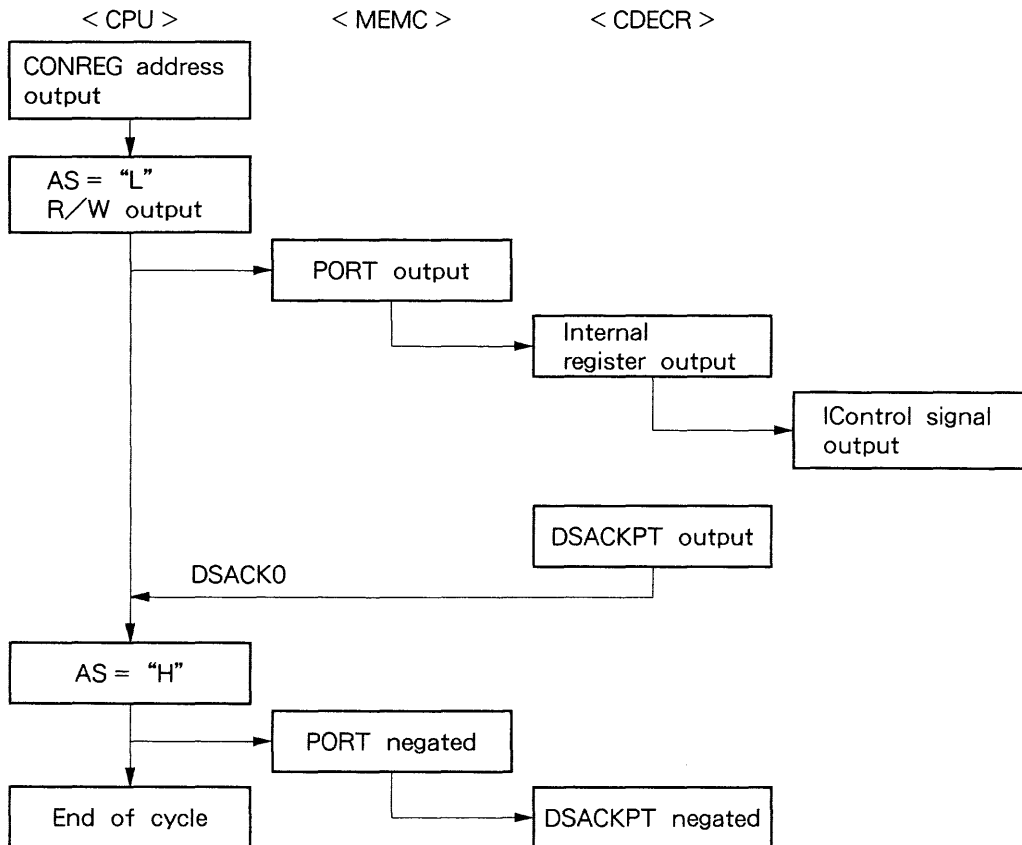 < CPU >
< MEMC >
< CDECR >
CONREG address
output
AS = “L”
R/W output
PORT output
Internal
register output
IControl signal
output
DSACKPT output
DSACK0
AS = “H”
PORT negated
End of cycle
DSACKPT negated